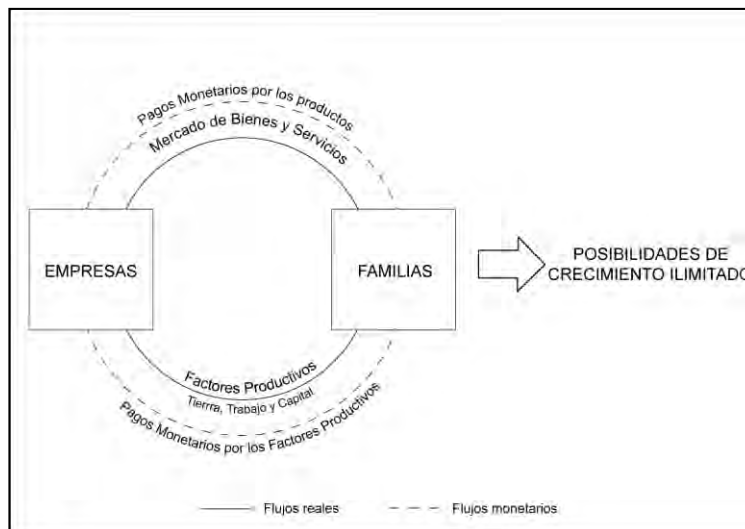 Pagos Monetarios por los productos
Mercado de Bienes y Servicios
EMPRESAS
FAMILIAS
POSIBILIDADES DE
CRECIMIENTO ILIMITADO
Factores Productivos
Tierrra, Trabajo y Capital
Pagos Monetarios por los Factores Productivos
Flujos reales
Flujos monetarios